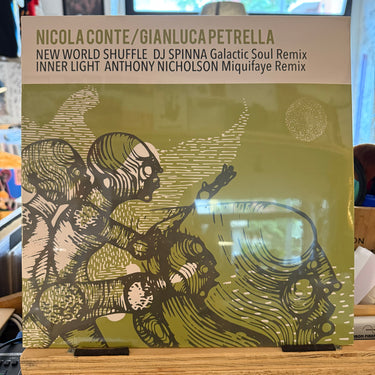 NICOLA CONTE/GIANLUCA PETRELLA
NEW WORLD SHUFFLE DJ SPINNA Galactic Soul Remix
INNER LIGHT ANTHONY NICHOLSON Miquifaye Remix